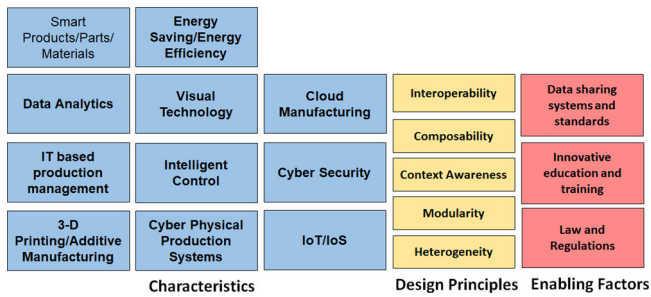 Smart
Products/Parts/
Materials
Energy
Saving/Energy
Efficiency
Data Analytics
Visual
Technology
Cloud
Manufacturing
IT based
production
management
Intelligent
Control
Cyber Security
3-D
Printing/Additive
Manufacturing
Cyber Physical
Production
Systems
IoT/IoS
Characteristics
Interoperability
Composability
Context Awareness
Modularity
Heterogeneity
Design Principles
Data sharing
systems and
standards
Innovative
education and
training
Law and
Regulations
Enabling Factors